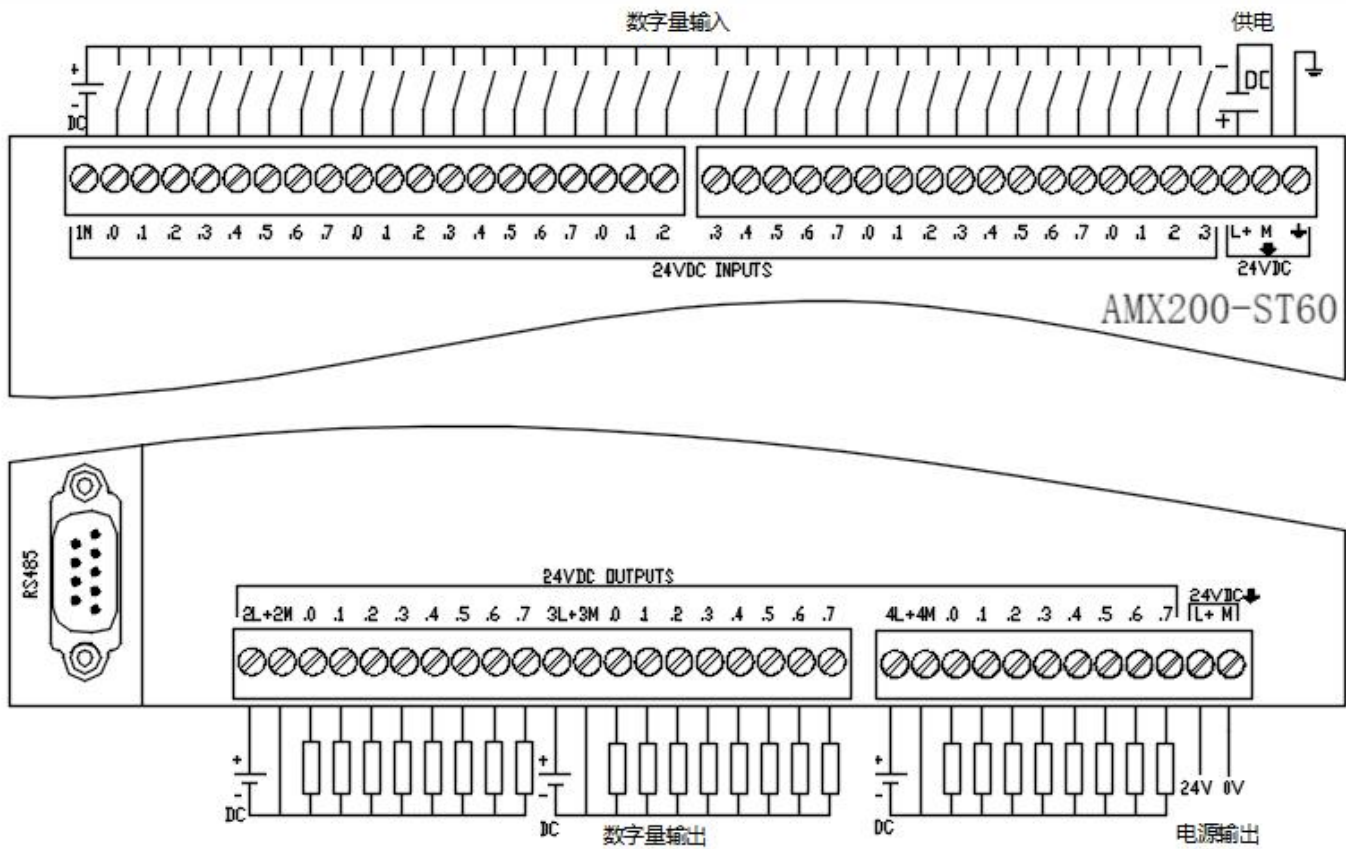 数字量输入 供电
+ - DC
- DC +
1M .0 .1 .2 .3 .4 .5 .6 .7 .0 .1 .2 .3 .4 .5 .6 .7 .0 .1 .2 .3 .4 .5 .6 .7 .0 .1 .2 .3 .4 .5 .6 .7 .0 .1 .2 .3 L+ M
24VDC INPUTS 24VDC
AMX200-ST60
RS485
24VDC OUTPUTS
24VDC
2L+2M .0 .1 .2 .3 .4 .5 .6 .7 3L+3M .0 .1 .2 .3 .4 .5 .6 .7 4L+4M .0 .1 .2 .3 .4 .5 .6 .7 L+ M
+ - DC + - DC + - DC 24V 0V
数字量输出 电源输出